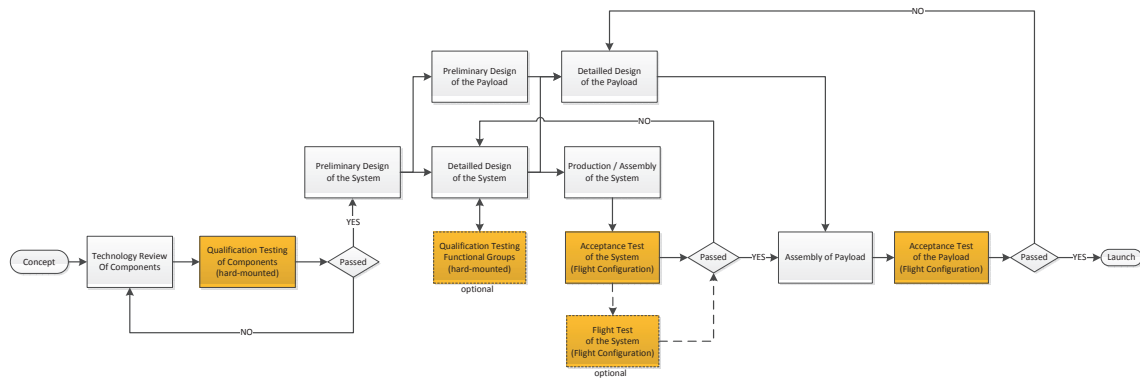 NO
Preliminary Design
of the Payload
Detailled Design
of the Payload
NO
Preliminary Design
of the System
Detailled Design
of the System
Production / Assembly
of the System
YES
Concept
Technology Review
Of Components
Qualification Testing
of Components
(hard-mounted)
Passed
Qualification Testing
Functional Groups
(hard-mounted)
optional
Acceptance Test
of the System
(Flight Configuration)
Passed
YES
Assembly of Payload
Acceptance Test
of the Payload
(Flight Configuration)
Passed
YES
Launch
NO
Flight Test
of the System
(Flight Configuration)
optional